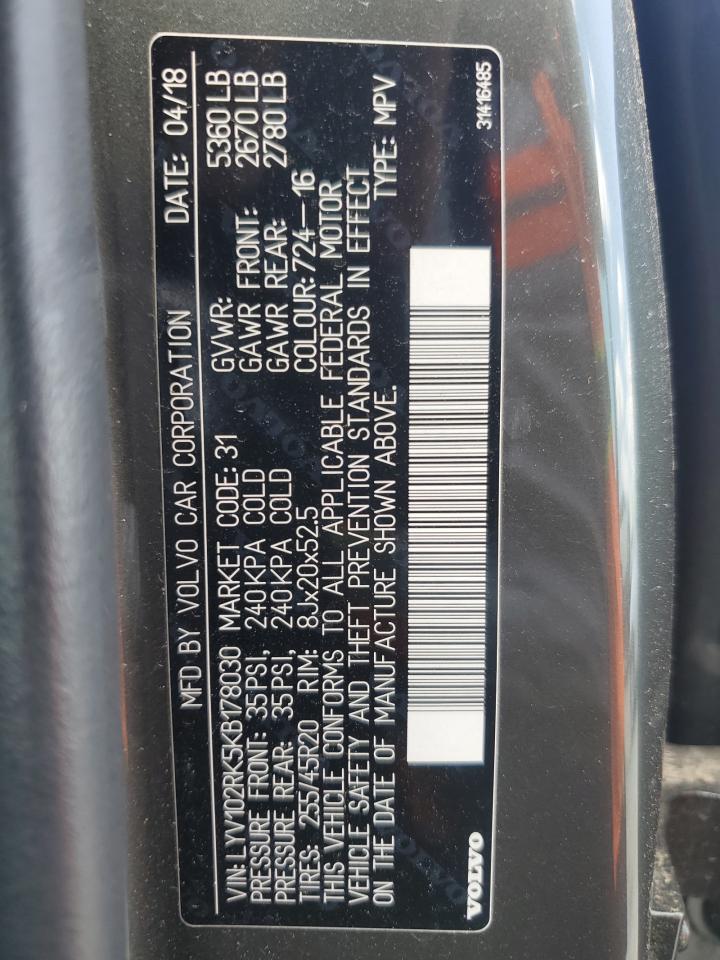 MFD BY VOLVO CAR CORPORATION DATE: 04/18
VIN: LYV102RK5KB178030 MARKET CODE: 31 GVWR: 5360 LB
PRESSURE FRONT: 35PSI, 240KPA COLD GAWR FRONT: 2670 LB
PRESSURE REAR: 35PSI, 240KPA COLD GAWR REAR: 2780 LB
TIRES: 255/45R20 RIM: 8Jx20x52.5 COLOUR: 724—16
THIS VEHICLE CONFORMS TO ALL APPLICABLE FEDERAL MOTOR
VEHICLE SAFETY AND THEFT PREVENTION STANDARDS IN EFFECT
ON THE DATE OF MANUFACTURE SHOWN ABOVE. TYPE: MPV
VOLVO 31416485